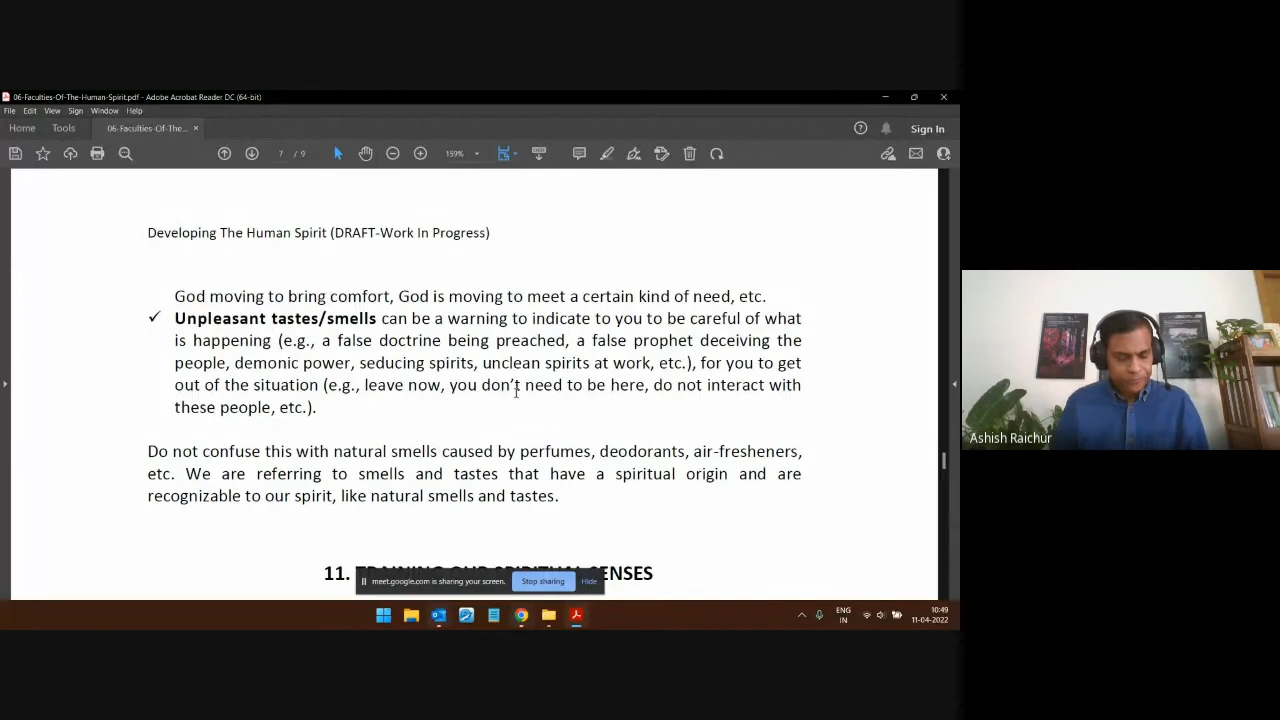 06-Faculties-Of-The-Human-Spirit.pdf - Adobe Acrobat Reader DC (64-bit)
File Edit View Sign Window Help
Home Tools 06-Faculties-Of-The... × Sign In
7 / 9 159%
Developing The Human Spirit (DRAFT-Work In Progress)
God moving to bring comfort, God is moving to meet a certain kind of need, etc.
✓ Unpleasant tastes/smells can be a warning to indicate to you to be careful of what
is happening (e.g., a false doctrine being preached, a false prophet deceiving the
people, demonic power, seducing spirits, unclean spirits at work, etc.), for you to get
out of the situation (e.g., leave now, you don’t need to be here, do not interact with
these people, etc.).
Ashish Raichur
Do not confuse this with natural smells caused by perfumes, deodorants, air-fresheners,
etc. We are referring to smells and tastes that have a spiritual origin and are
recognizable to our spirit, like natural smells and tastes.
11. TRAINING OUR SPIRITUAL SENSES
meet.google.com is sharing your screen. Stop sharing Hide
ENG
IN
10:49
11-04-2022